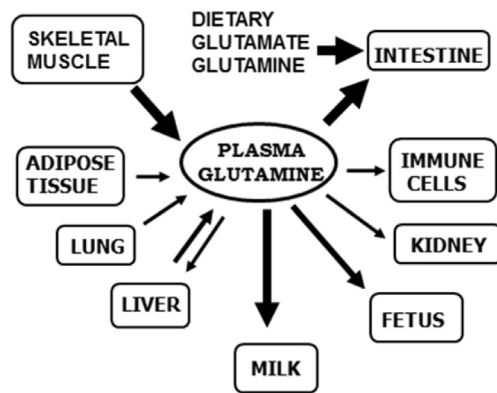 SKELETAL
MUSCLE
DIETARY
GLUTAMATE
GLUTAMINE
INTESTINE
PLASMA
GLUTAMINE
ADIPOSE
TISSUE
IMMUNE
CELLS
LUNG
KIDNEY
LIVER
FETUS
MILK